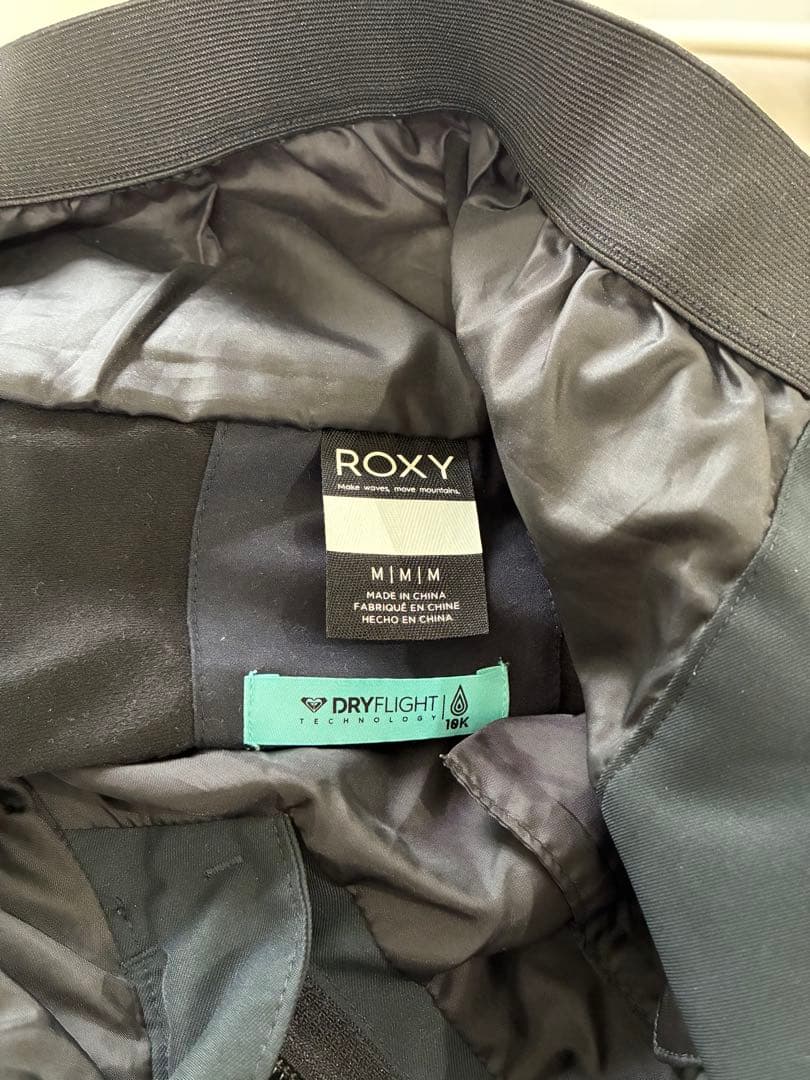 ROXY
Make waves, move mountains.
M|M|M
MADE IN CHINA
FABRIQUÉ EN CHINE
HECHO EN CHINA
DRYFLIGHT
TECHNOLOGY
10K